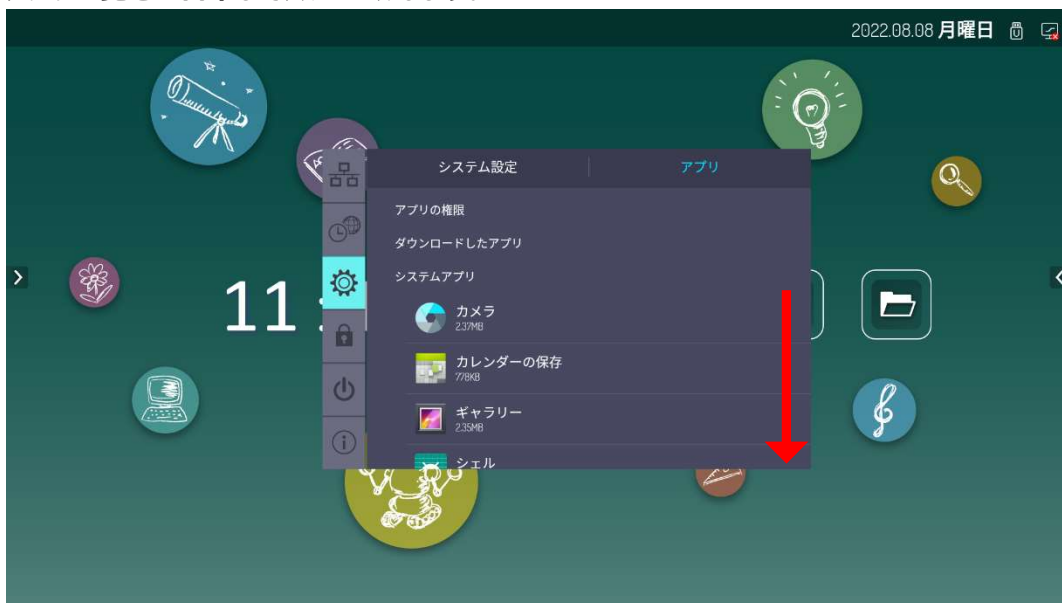 2022.08.08 月曜日
システム設定
アプリ
アプリの権限
ダウンロードしたアプリ
システムアプリ
11 :
カメラ
2.37MB
カレンダーの保存
778KB
ギャラリー
2.35MB
シェル